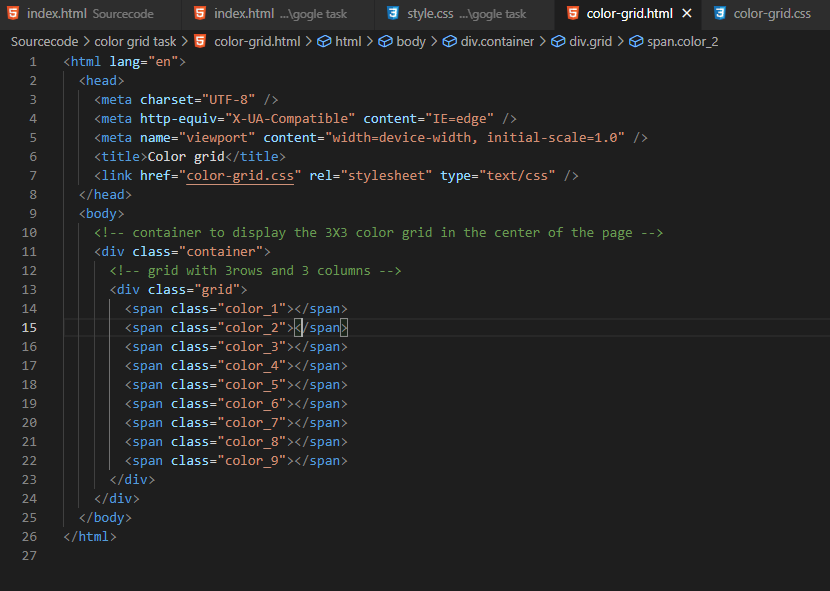 index.html Sourcecode index.html ...\gogle task style.css ...\gogle task color-grid.html color-grid.css
Sourcecode > color grid task > color-grid.html > html > body > div.container > div.grid > span.color_2
1 <html lang="en">
2 <head>
3 <meta charset="UTF-8" />
4 <meta http-equiv="X-UA-Compatible" content="IE=edge" />
5 <meta name="viewport" content="width=device-width, initial-scale=1.0" />
6 <title>Color grid</title>
7 <link href="color-grid.css" rel="stylesheet" type="text/css" />
8 </head>
9 <body>
10 <!-- container to display the 3X3 color grid in the center of the page -->
11 <div class="container">
12 <!-- grid with 3rows and 3 columns -->
13 <div class="grid">
14 <span class="color_1"></span>
15 <span class="color_2"></span>
16 <span class="color_3"></span>
17 <span class="color_4"></span>
18 <span class="color_5"></span>
19 <span class="color_6"></span>
20 <span class="color_7"></span>
21 <span class="color_8"></span>
22 <span class="color_9"></span>
23 </div>
24 </div>
25 </body>
26 </html>
27